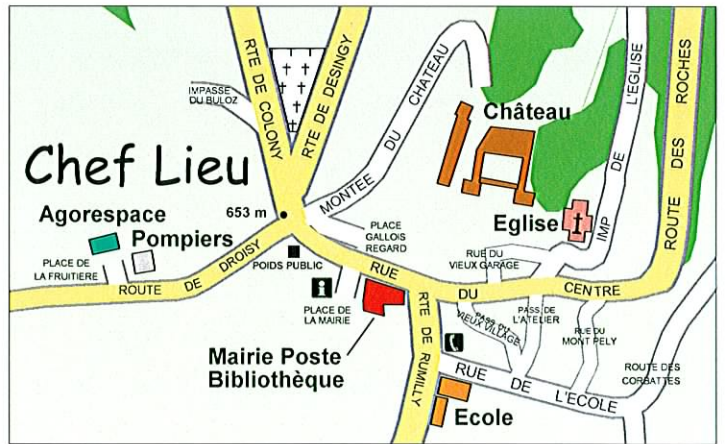 IMPASSE
DU BULOZ
RTE DE COLONY
RTE DE DESINGY
MONTEE DU CHATEAU
Château
IMP DE L'EGLISE
ROUTE DES ROCHES
Chef Lieu
653 m
Agorespace
Pompiers
PLACE DE
LA FRUITIERE
ROUTE DE DROISY
POIDS PUBLIC
PLACE
GALLOIS
REGARD
Eglise
RUE DU
VIEUX GARAGE
RUE DU CENTRE
i
PLACE DE
LA MAIRIE
Mairie Poste
Bibliothèque
RTE DE RUMILLY
PASS DU
VIEUX VILLAGE
PASS DE
L'ATELIER
RUE DU
MONT PELY
ROUTE DES
CORBATTES
RUE DE L'ECOLE
Ecole